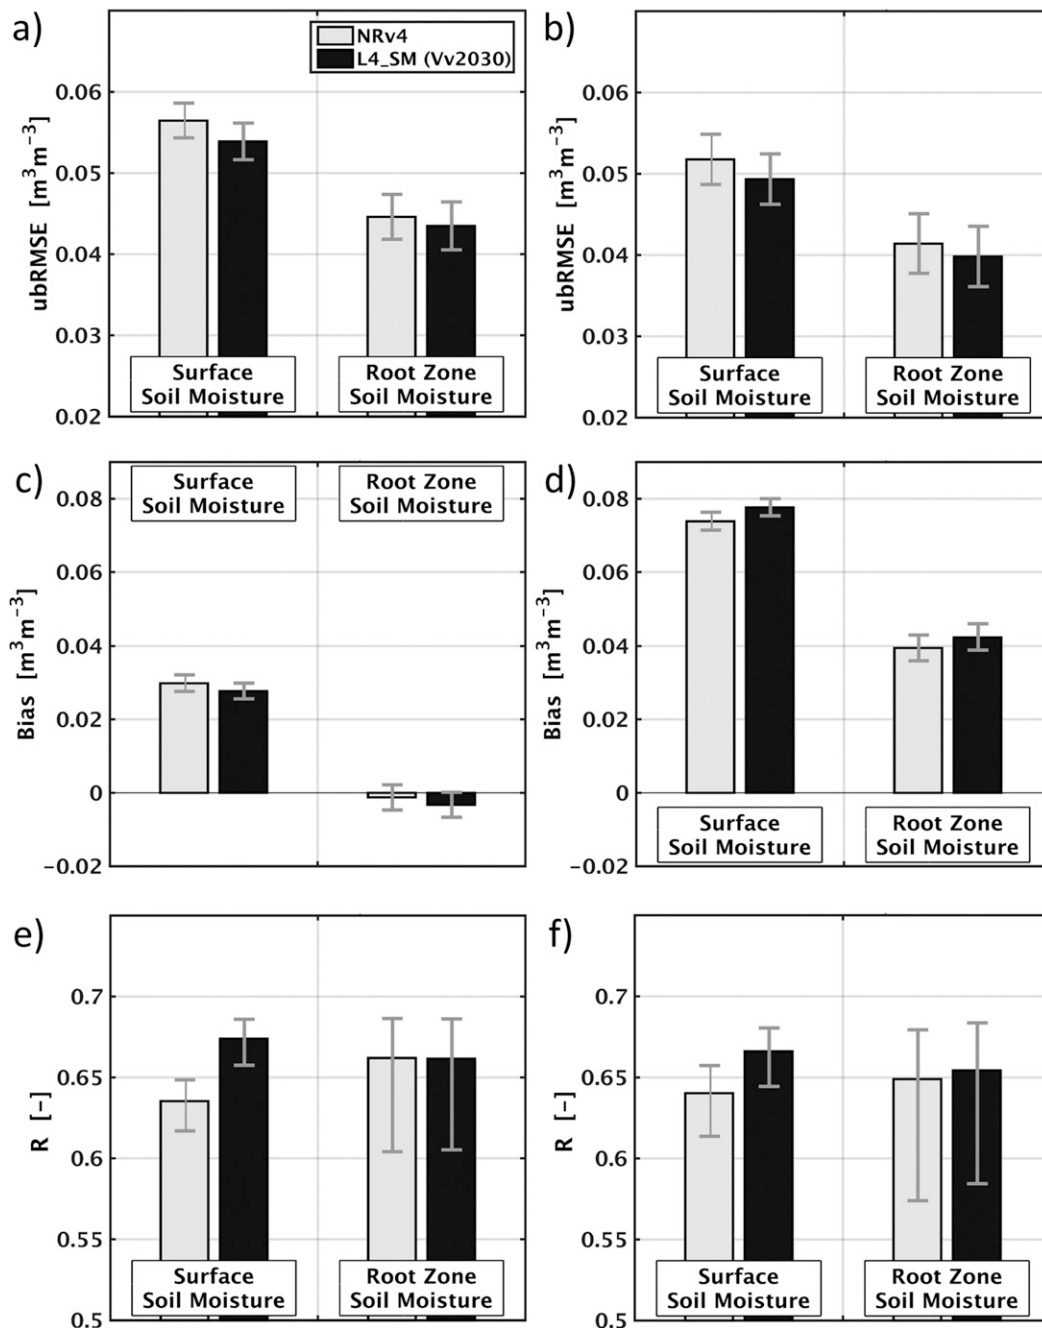 a)
NRv4
L4_SM (Vv2030)
0.06
0.05
0.04
0.03
0.02
ubRMSE [m³m⁻³]
Surface
Soil Moisture
Root Zone
Soil Moisture
b)
0.06
0.05
0.04
0.03
0.02
ubRMSE [m³m⁻³]
Surface
Soil Moisture
Root Zone
Soil Moisture
c)
Surface
Soil Moisture
Root Zone
Soil Moisture
0.08
0.06
0.04
0.02
0
−0.02
Bias [m³m⁻³]
d)
0.08
0.06
0.04
0.02
0
−0.02
Bias [m³m⁻³]
Surface
Soil Moisture
Root Zone
Soil Moisture
e)
0.7
0.65
0.6
0.55
0.5
R [-]
Surface
Soil Moisture
Root Zone
Soil Moisture
f)
0.7
0.65
0.6
0.55
0.5
R [-]
Surface
Soil Moisture
Root Zone
Soil Moisture